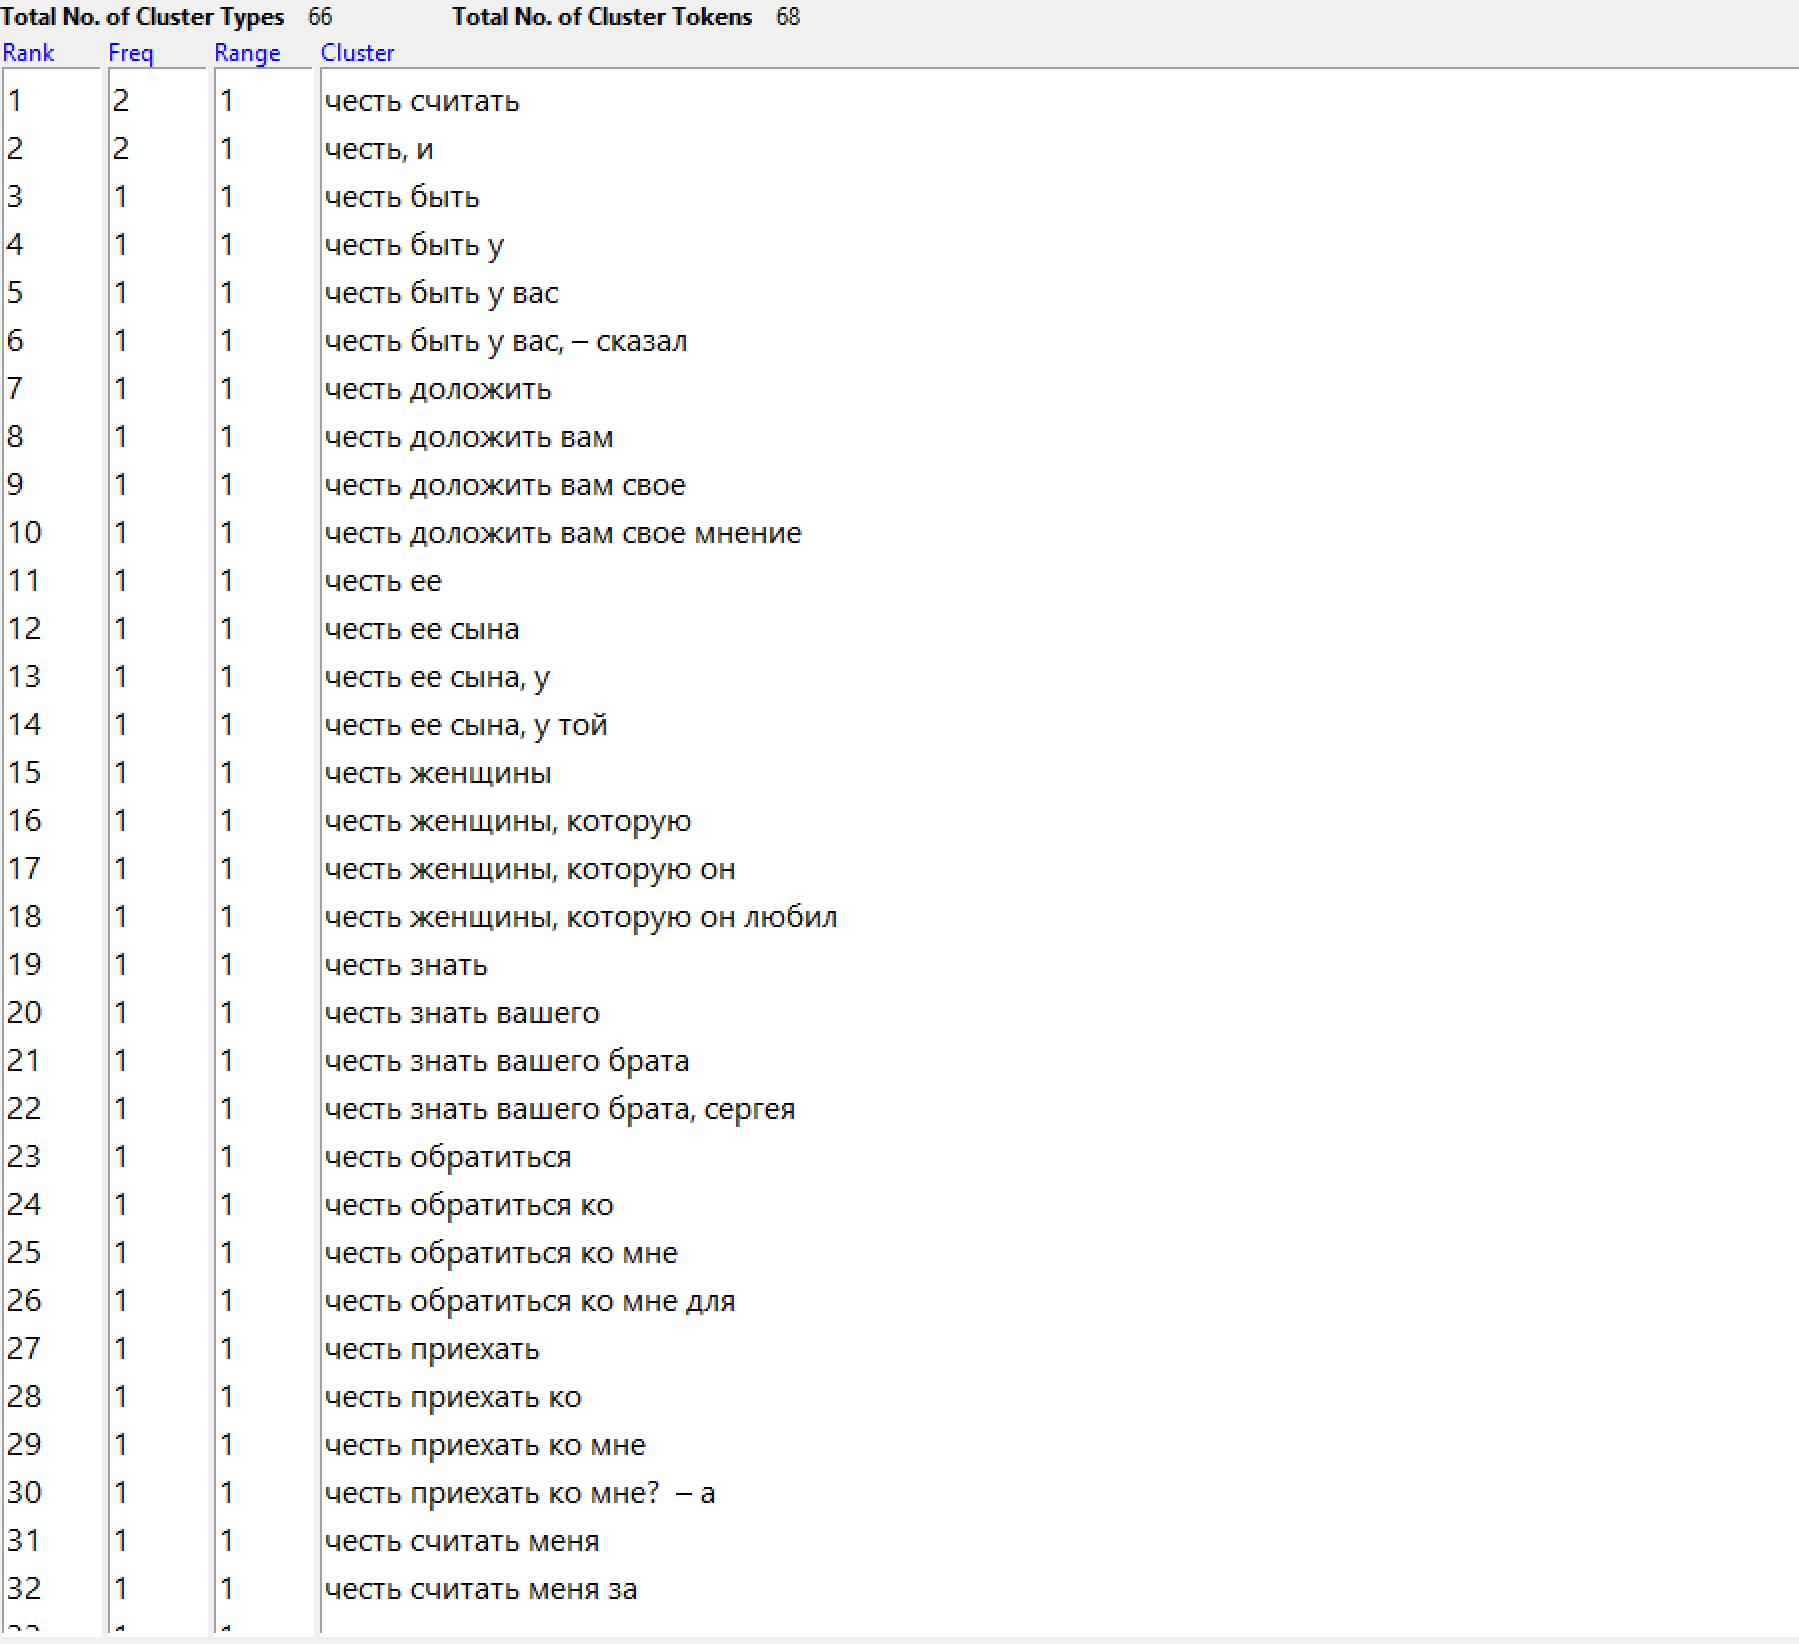 Total No. of Cluster Types 66 Total No. of Cluster Tokens 68
Rank Freq Range Cluster
1 2 1 честь считать
2 2 1 честь, и
3 1 1 честь быть
4 1 1 честь быть у
5 1 1 честь быть у вас
6 1 1 честь быть у вас, – сказал
7 1 1 честь доложить
8 1 1 честь доложить вам
9 1 1 честь доложить вам свое
10 1 1 честь доложить вам свое мнение
11 1 1 честь ее
12 1 1 честь ее сына
13 1 1 честь ее сына, у
14 1 1 честь ее сына, у той
15 1 1 честь женщины
16 1 1 честь женщины, которую
17 1 1 честь женщины, которую он
18 1 1 честь женщины, которую он любил
19 1 1 честь знать
20 1 1 честь знать вашего
21 1 1 честь знать вашего брата
22 1 1 честь знать вашего брата, сергея
23 1 1 честь обратиться
24 1 1 честь обратиться ко
25 1 1 честь обратиться ко мне
26 1 1 честь обратиться ко мне для
27 1 1 честь приехать
28 1 1 честь приехать ко
29 1 1 честь приехать ко мне
30 1 1 честь приехать ко мне? – а
31 1 1 честь считать меня
32 1 1 честь считать меня за